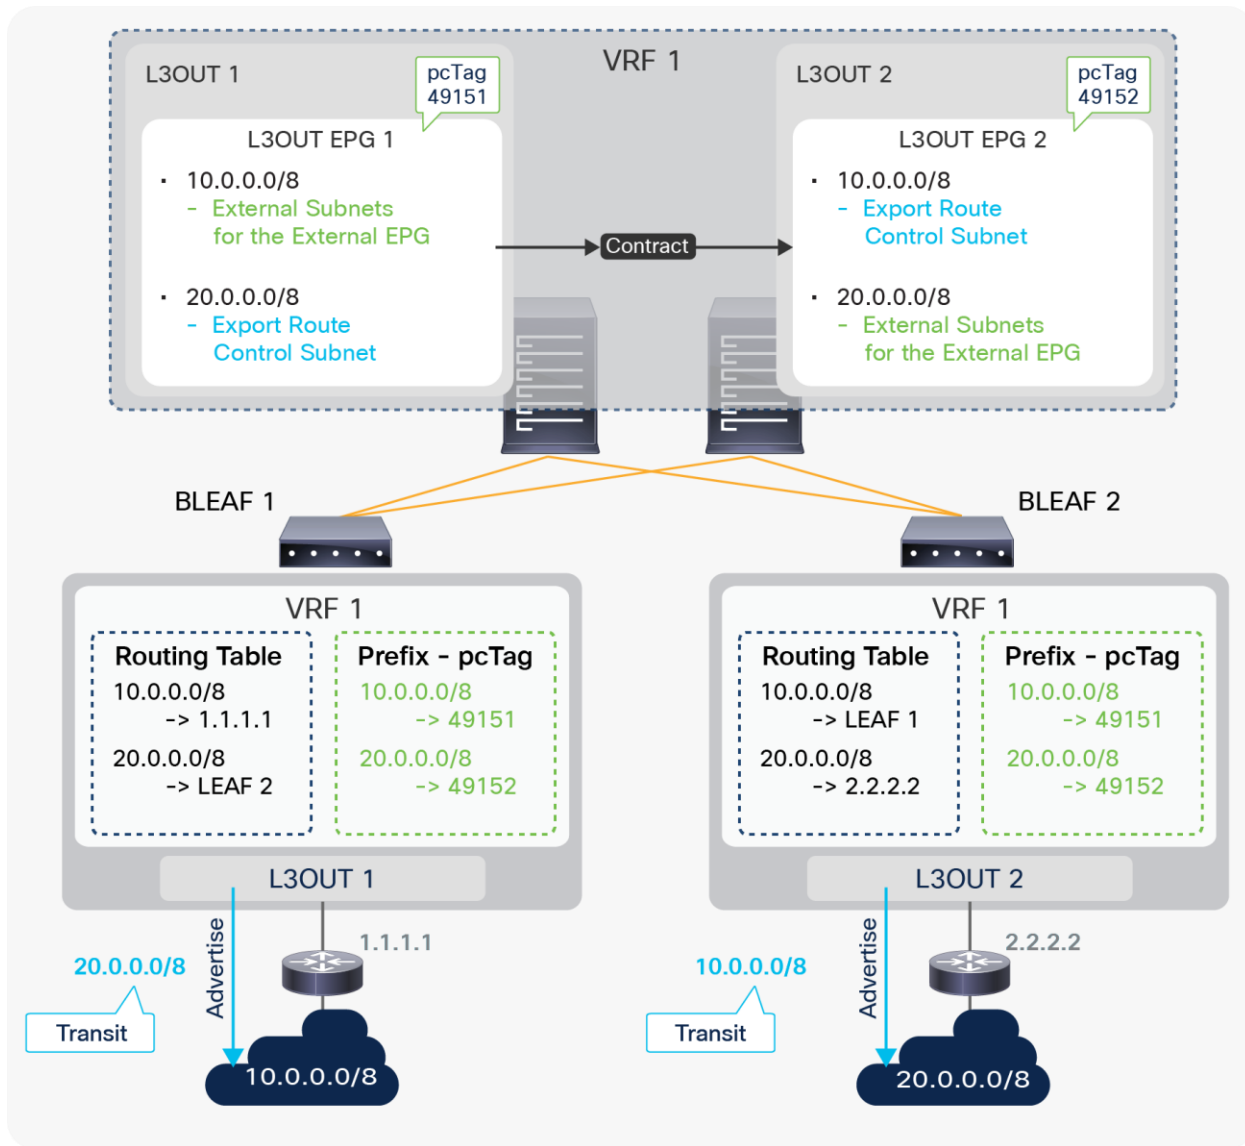 VRF 1
L3OUT 1
pcTag
49151
L3OUT EPG 1
· 10.0.0.0/8
- External Subnets
for the External EPG
· 20.0.0.0/8
- Export Route
Control Subnet
Contract
L3OUT 2
pcTag
49152
L3OUT EPG 2
· 10.0.0.0/8
- Export Route
Control Subnet
· 20.0.0.0/8
- External Subnets
for the External EPG
BLEAF 1
BLEAF 2
VRF 1
Routing Table
10.0.0.0/8
-> 1.1.1.1
20.0.0.0/8
-> LEAF 2
Prefix - pcTag
10.0.0.0/8
-> 49151
20.0.0.0/8
-> 49152
L3OUT 1
Advertise
1.1.1.1
20.0.0.0/8
Transit
10.0.0.0/8
VRF 1
Routing Table
10.0.0.0/8
-> LEAF 1
20.0.0.0/8
-> 2.2.2.2
Prefix - pcTag
10.0.0.0/8
-> 49151
20.0.0.0/8
-> 49152
L3OUT 2
Advertise
2.2.2.2
10.0.0.0/8
Transit
20.0.0.0/8